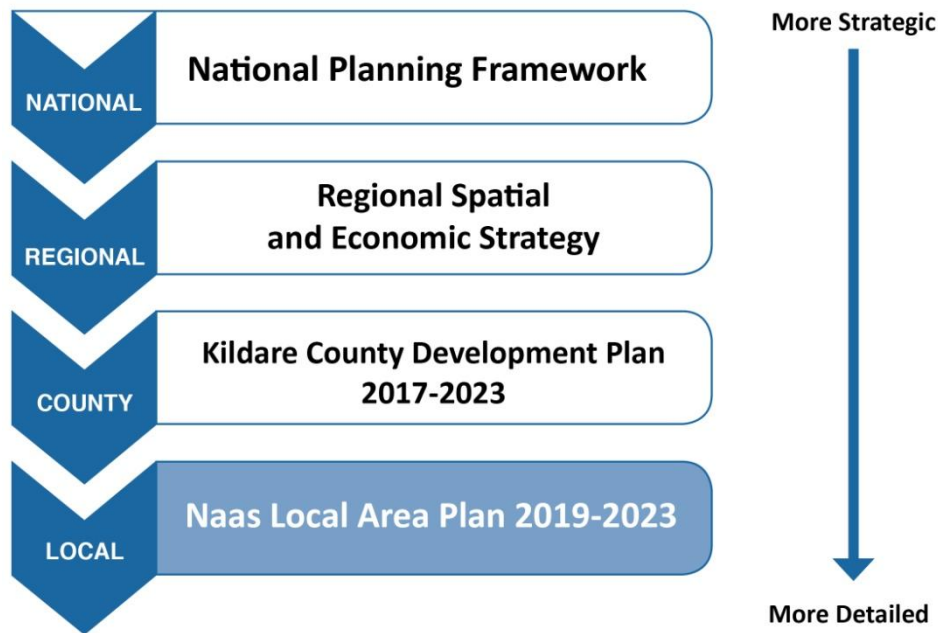 More Strategic
NATIONAL
National Planning Framework
REGIONAL
Regional Spatial
and Economic Strategy
COUNTY
Kildare County Development Plan
2017-2023
LOCAL
Naas Local Area Plan 2019-2023
More Detailed